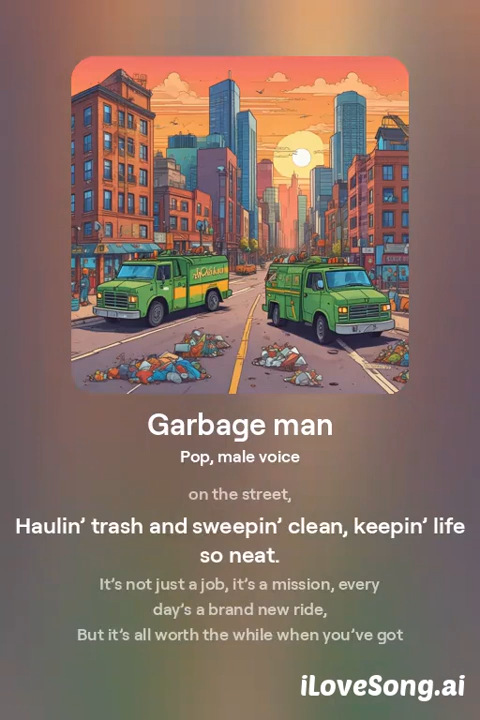 Garbage man
Pop, male voice
on the street,
Haulin’ trash and sweepin’ clean, keepin’ life
so neat.
It’s not just a job, it’s a mission, every
day’s a brand new ride,
But it’s all worth the while when you’ve got
iLoveSong.ai